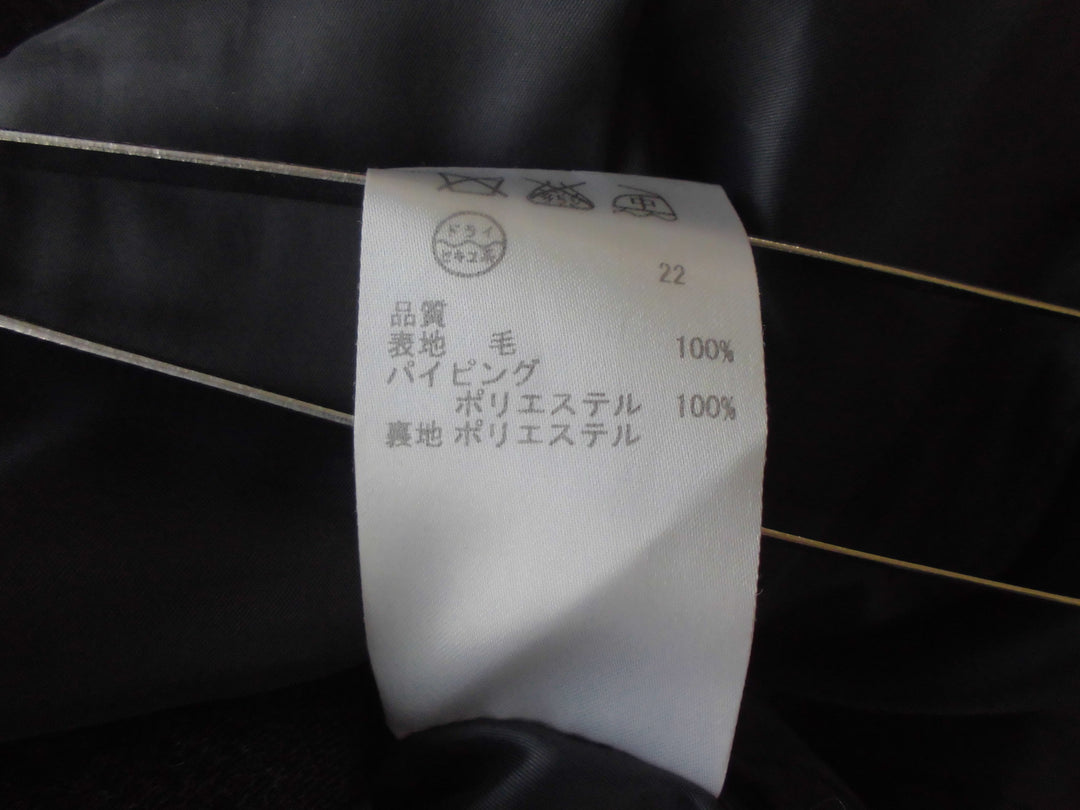 中
ドライ
セキユ系
22
品質
表地 毛 100%
パイピング
ポリエステル 100%
裏地 ポリエステル